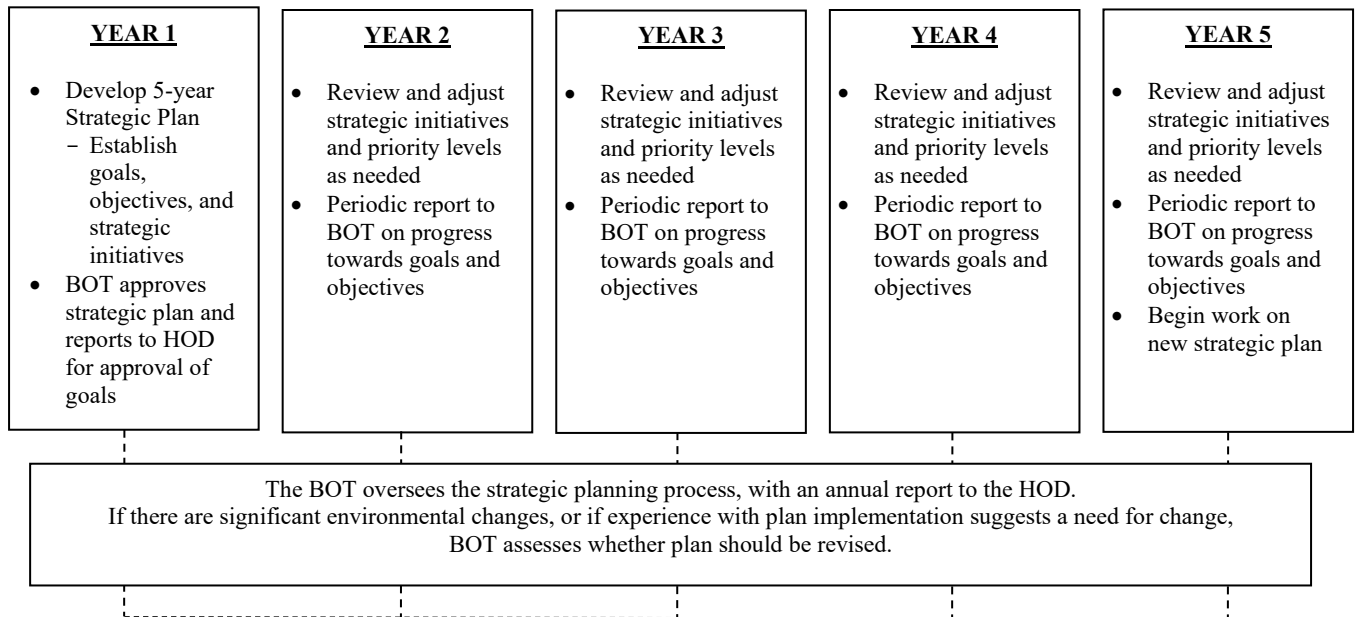 YEAR 1
• Develop 5-year
Strategic Plan
− Establish
goals,
objectives, and
strategic
initiatives
• BOT approves
strategic plan and
reports to HOD
for approval of
goals
YEAR 2
• Review and adjust
strategic initiatives
and priority levels
as needed
• Periodic report to
BOT on progress
towards goals and
objectives
YEAR 3
• Review and adjust
strategic initiatives
and priority levels
as needed
• Periodic report to
BOT on progress
towards goals and
objectives
YEAR 4
• Review and adjust
strategic initiatives
and priority levels
as needed
• Periodic report to
BOT on progress
towards goals and
objectives
YEAR 5
• Review and adjust
strategic initiatives
and priority levels
as needed
• Periodic report to
BOT on progress
towards goals and
objectives
• Begin work on
new strategic plan
The BOT oversees the strategic planning process, with an annual report to the HOD.
If there are significant environmental changes, or if experience with plan implementation suggests a need for change,
BOT assesses whether plan should be revised.